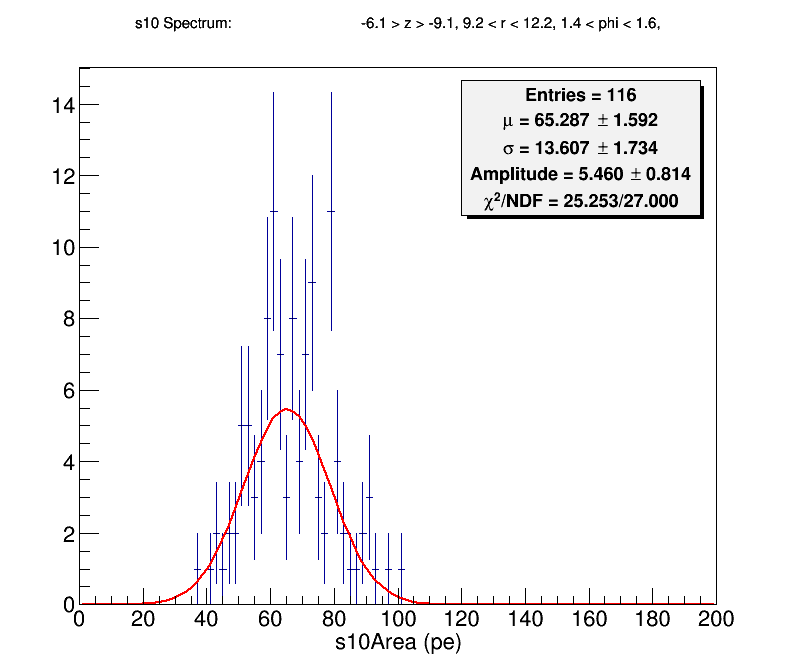 s10 Spectrum: -6.1 > z > -9.1, 9.2 < r < 12.2, 1.4 < phi < 1.6,
Entries = 116
μ = 65.287 ± 1.592
σ = 13.607 ± 1.734
Amplitude = 5.460 ± 0.814
χ²/NDF = 25.253/27.000
14
12
10
8
6
4
2
0
0 20 40 60 80 100 120 140 160 180 200
s10Area (pe)